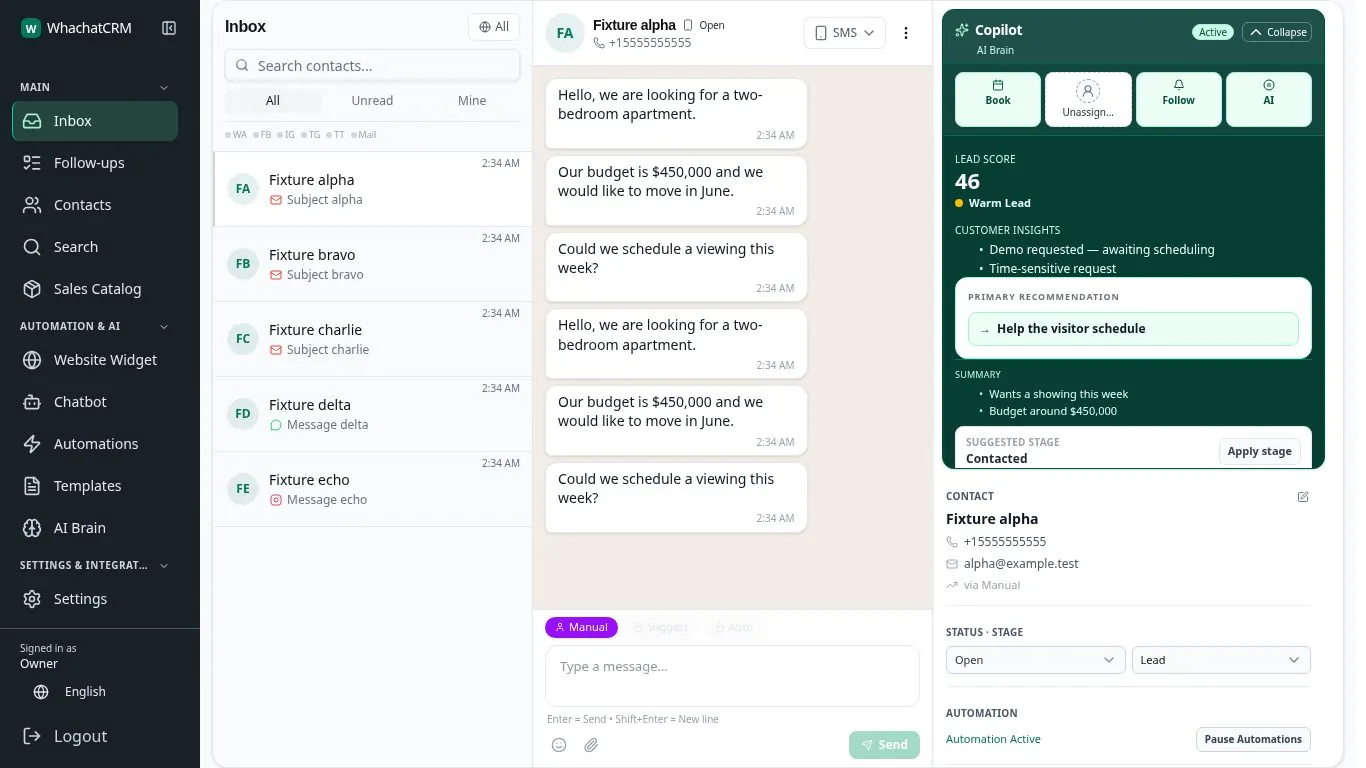 W WhachatCRM
MAIN
Inbox
Follow-ups
Contacts
Search
Sales Catalog
AUTOMATION & AI
Website Widget
Chatbot
Automations
Templates
AI Brain
SETTINGS & INTEGRAT...
Settings
Signed in as
Owner
English
Logout
Inbox
All
Search contacts...
All Unread Mine
WA FB IG TG TT Mail
2:34 AM
FA Fixture alpha
Subject alpha
2:34 AM
FB Fixture bravo
Subject bravo
2:34 AM
FC Fixture charlie
Subject charlie
2:34 AM
FD Fixture delta
Message delta
2:34 AM
FE Fixture echo
Message echo
FA Fixture alpha Open
+15555555555
SMS
Hello, we are looking for a two-
bedroom apartment.
2:34 AM
Our budget is $450,000 and we
would like to move in June.
2:34 AM
Could we schedule a viewing this
week?
2:34 AM
Hello, we are looking for a two-
bedroom apartment.
2:34 AM
Our budget is $450,000 and we
would like to move in June.
2:34 AM
Could we schedule a viewing this
week?
2:34 AM
Manual Suggest Auto
Type a message...
Enter = Send • Shift+Enter = New line
Send
Copilot Active Collapse
AI Brain
Book Unassign... Follow AI
LEAD SCORE
46
Warm Lead
CUSTOMER INSIGHTS
• Demo requested — awaiting scheduling
• Time-sensitive request
PRIMARY RECOMMENDATION
→ Help the visitor schedule
SUMMARY
• Wants a showing this week
• Budget around $450,000
SUGGESTED STAGE
Contacted
Apply stage
CONTACT
Fixture alpha
+15555555555
alpha@example.test
via Manual
STATUS · STAGE
Open Lead
AUTOMATION
Automation Active Pause Automations